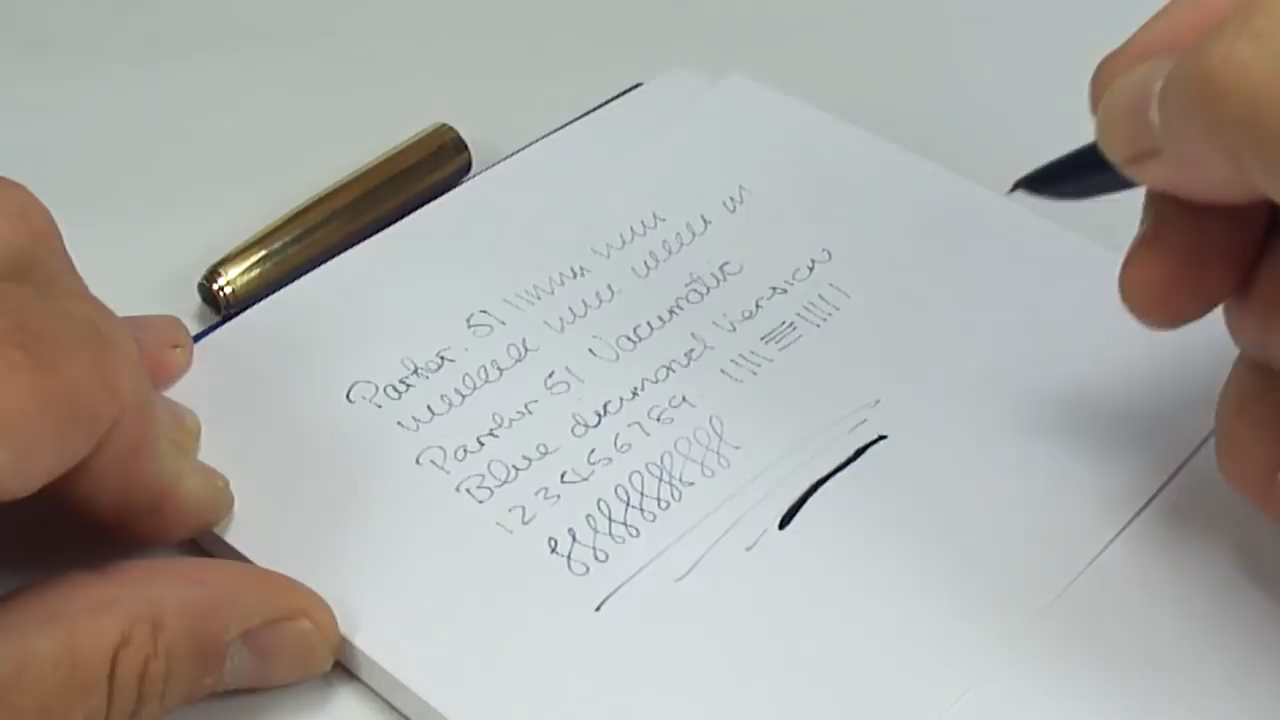 Parker. 51
Parker 51 Vacumatic
Blue diamond Version
123456789.